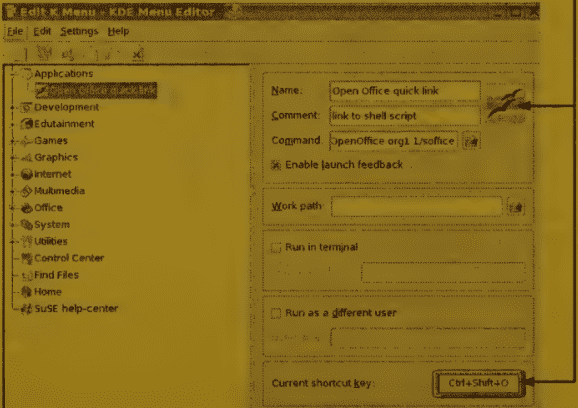 Edit K Menu - KDE Menu Editor
File Edit Settings Help
Applications
Open Office quick link
Development
Edutainment
Games
Graphics
Internet
Multimedia
Office
System
Utilities
Control Center
Find Files
Home
SuSE help-center
Name: Open Office quick link
Comment: link to shell script
Command: OpenOffice.org1.1/soffice
Enable launch feedback
Work path:
Run in terminal
Run as a different user
Current shortcut key: Ctrl+Shift+O